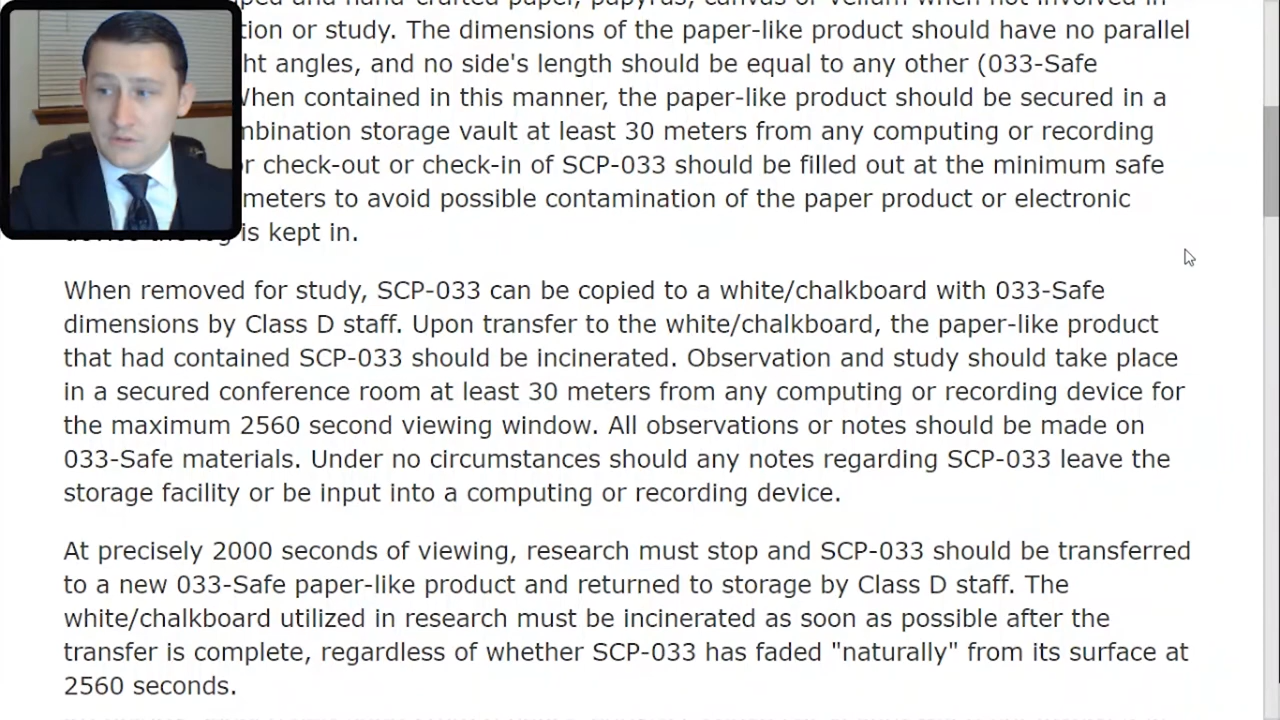 and hand-crafted paper, papyrus, canvas or vellum when not involved in
tion or study. The dimensions of the paper-like product should have no parallel
ht angles, and no side's length should be equal to any other (033-Safe
When contained in this manner, the paper-like product should be secured in a
mbination storage vault at least 30 meters from any computing or recording
or check-out or check-in of SCP-033 should be filled out at the minimum safe
meters to avoid possible contamination of the paper product or electronic
is kept in.
When removed for study, SCP-033 can be copied to a white/chalkboard with 033-Safe
dimensions by Class D staff. Upon transfer to the white/chalkboard, the paper-like product
that had contained SCP-033 should be incinerated. Observation and study should take place
in a secured conference room at least 30 meters from any computing or recording device for
the maximum 2560 second viewing window. All observations or notes should be made on
033-Safe materials. Under no circumstances should any notes regarding SCP-033 leave the
storage facility or be input into a computing or recording device.
At precisely 2000 seconds of viewing, research must stop and SCP-033 should be transferred
to a new 033-Safe paper-like product and returned to storage by Class D staff. The
white/chalkboard utilized in research must be incinerated as soon as possible after the
transfer is complete, regardless of whether SCP-033 has faded "naturally" from its surface at
2560 seconds.